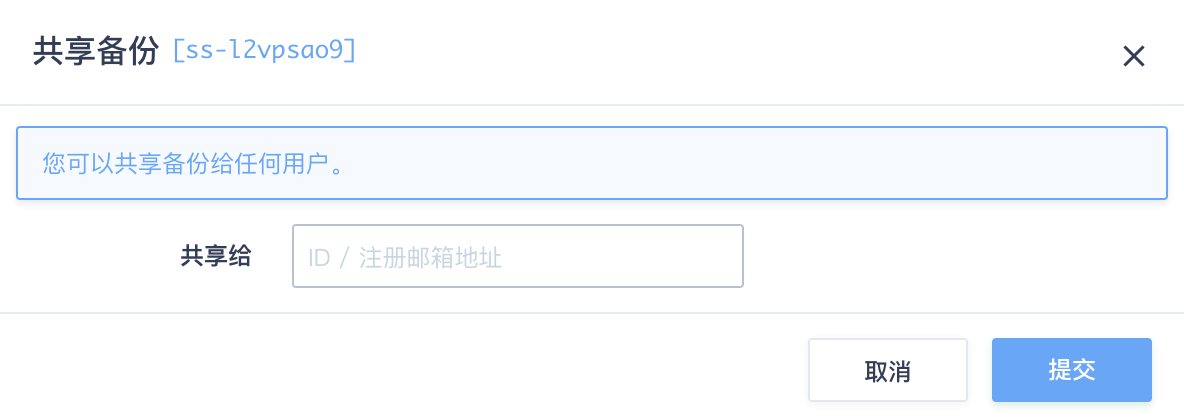 共享备份 [ss-l2vpsao9]
您可以共享备份给任何用户。
共享给
ID / 注册邮箱地址
取消
提交